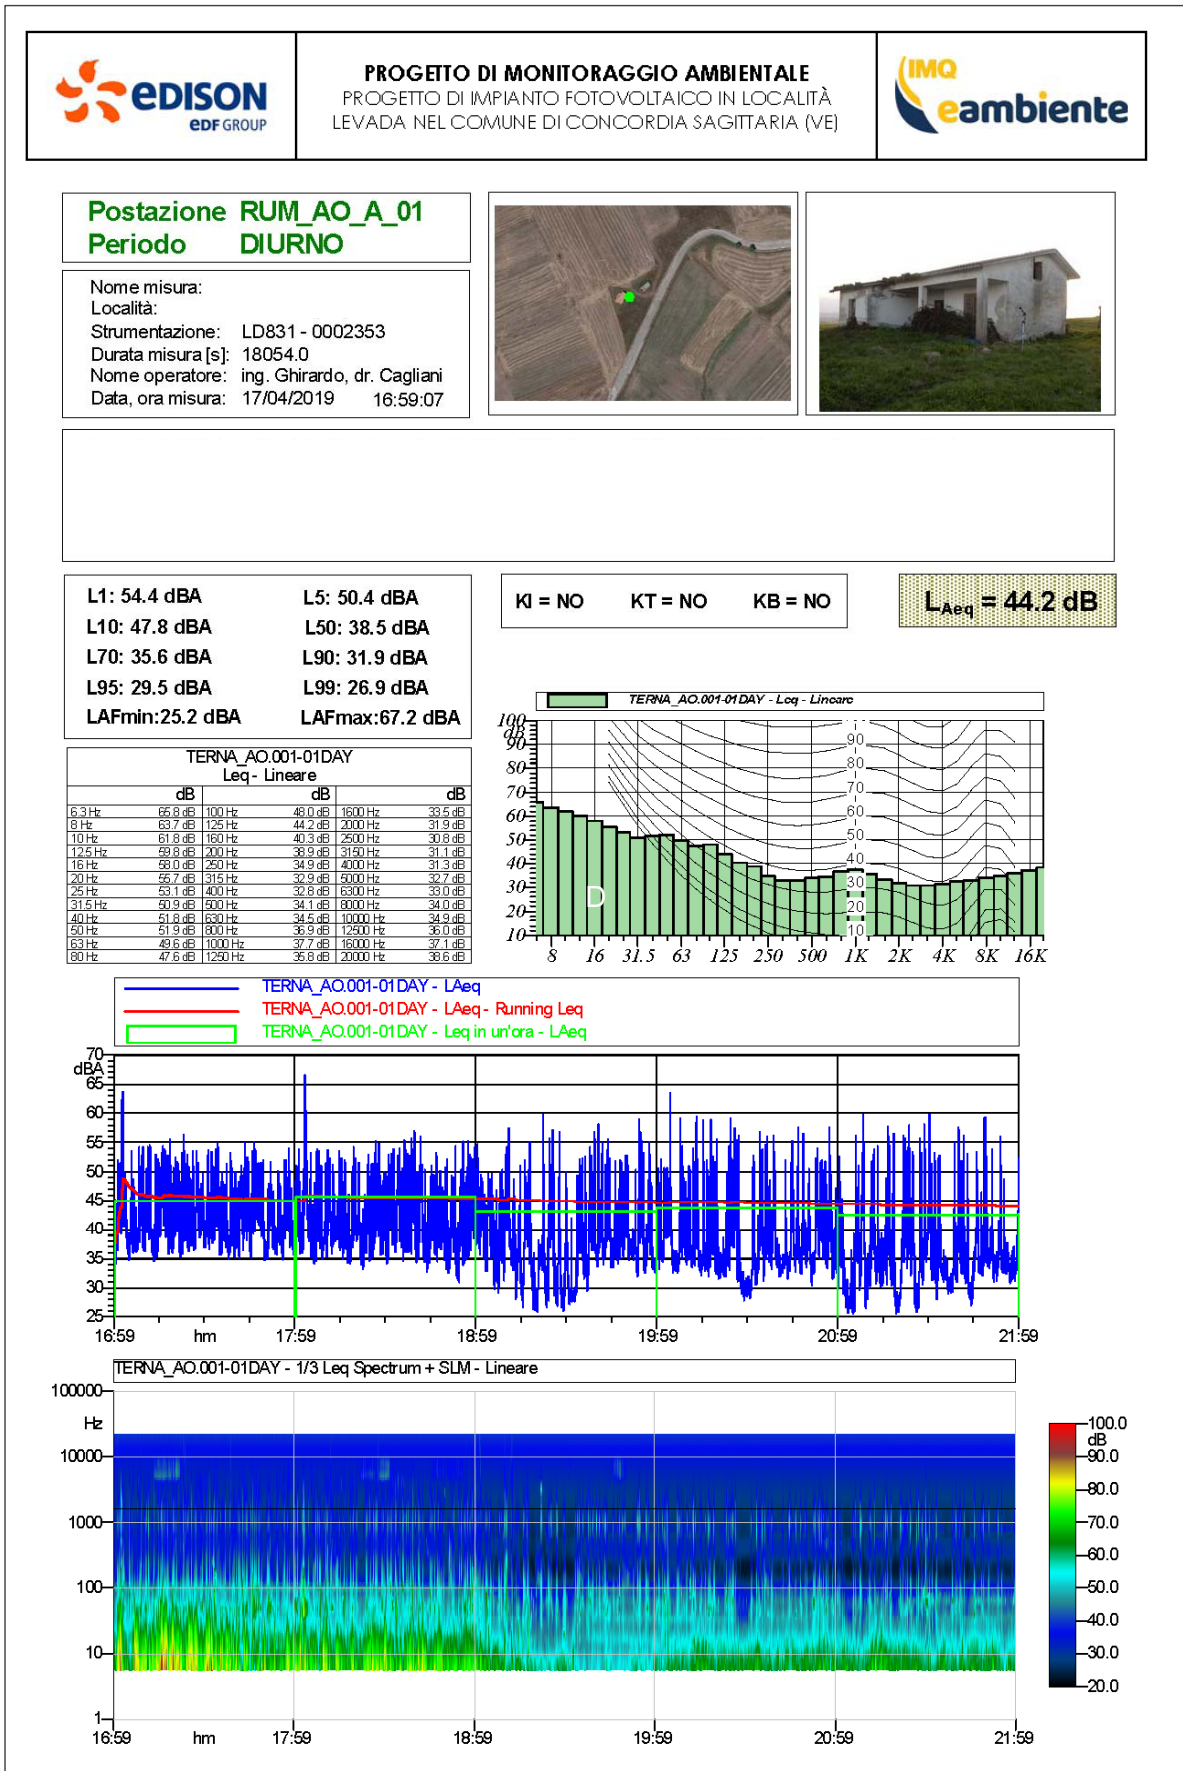 eDISON
eDF GROUP
PROGETTO DI MONITORAGGIO AMBIENTALE
PROGETTO DI IMPIANTO FOTOVOLTAICO IN LOCALITÀ
LEVADA NEL COMUNE DI CONCORDIA SAGITTARIA (VE)
IMQ
eambiente
Postazione RUM_AO_A_01
Periodo DIURNO
Nome misura:
Località:
Strumentazione: LD831 - 0002353
Durata misura [s]: 18054.0
Nome operatore: ing. Ghirardo, dr. Cagliani
Data, ora misura: 17/04/2019 16:59:07
L1: 54.4 dBA L5: 50.4 dBA
L10: 47.8 dBA L50: 38.5 dBA
L70: 35.6 dBA L90: 31.9 dBA
L95: 29.5 dBA L99: 26.9 dBA
LAFmin:25.2 dBA LAFmax:67.2 dBA
KI = NO KT = NO KB = NO
LAeq = 44.2 dB
TERNA_AO.001-01DAY
Leq - Lineare
dB dB dB
6.3 Hz 65.8 dB 100 Hz 48.0 dB 1600 Hz 33.5 dB
8 Hz 63.7 dB 125 Hz 44.2 dB 2000 Hz 31.9 dB
10 Hz 61.8 dB 160 Hz 40.3 dB 2500 Hz 30.8 dB
12.5 Hz 59.8 dB 200 Hz 38.9 dB 3150 Hz 31.1 dB
16 Hz 58.0 dB 250 Hz 34.9 dB 4000 Hz 31.3 dB
20 Hz 55.7 dB 315 Hz 32.9 dB 5000 Hz 32.7 dB
25 Hz 53.1 dB 400 Hz 32.8 dB 6300 Hz 33.0 dB
31.5 Hz 50.9 dB 500 Hz 34.1 dB 8000 Hz 34.0 dB
40 Hz 51.8 dB 630 Hz 34.5 dB 10000 Hz 34.9 dB
50 Hz 51.9 dB 800 Hz 36.9 dB 12500 Hz 36.0 dB
63 Hz 49.6 dB 1000 Hz 37.7 dB 16000 Hz 37.1 dB
80 Hz 47.6 dB 1250 Hz 35.8 dB 20000 Hz 38.6 dB
TERNA_AO.001-01DAY - Leq - Lineare
100
dB
90 90
80 80
70 70
60 60
50 50
40 40
30 30
20 20
10 10
D
8 16 31.5 63 125 250 500 1K 2K 4K 8K 16K
TERNA_AO.001-01DAY - LAeq
TERNA_AO.001-01DAY - LAeq - Running Leq
TERNA_AO.001-01DAY - Leq in un'ora - LAeq
70
dBA
65
60
55
50
45
40
35
30
25
16:59 hm 17:59 18:59 19:59 20:59 21:59
TERNA_AO.001-01DAY - 1/3 Leq Spectrum + SLM - Lineare
100000
Hz
10000
1000
100
10
1
16:59 hm 17:59 18:59 19:59 20:59 21:59
100.0
dB
90.0
80.0
70.0
60.0
50.0
40.0
30.0
20.0